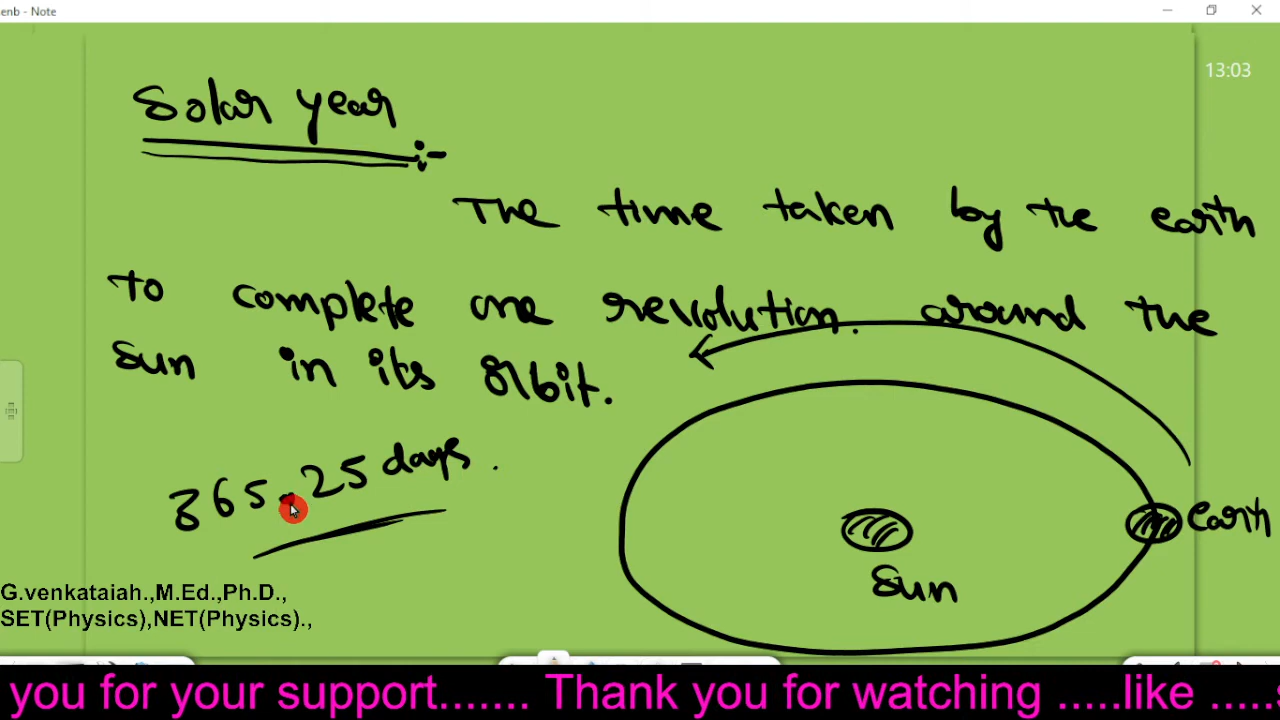 enb - Note
13:03
Solar year :-
The time taken by the earth
to complete one revolution. around the
sun in its orbit.
365.25 days.
earth
Sun
G.venkataiah.,M.Ed.,Ph.D.,
SET(Physics),NET(Physics).,
you for your support....... Thank you for watching .....like .....